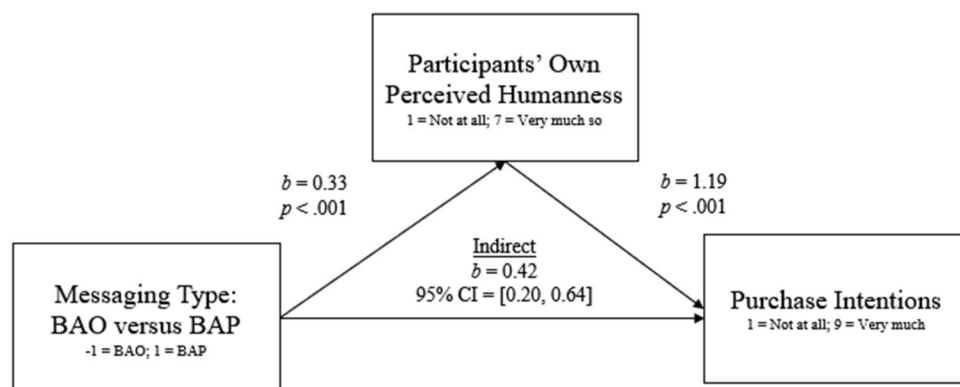 Participants' Own
Perceived Humanness
1 = Not at all; 7 = Very much so
b = 0.33
p < .001
b = 1.19
p < .001
Indirect
b = 0.42
95% CI = [0.20, 0.64]
Messaging Type:
BAO versus BAP
-1 = BAO; 1 = BAP
Purchase Intentions
1 = Not at all; 9 = Very much